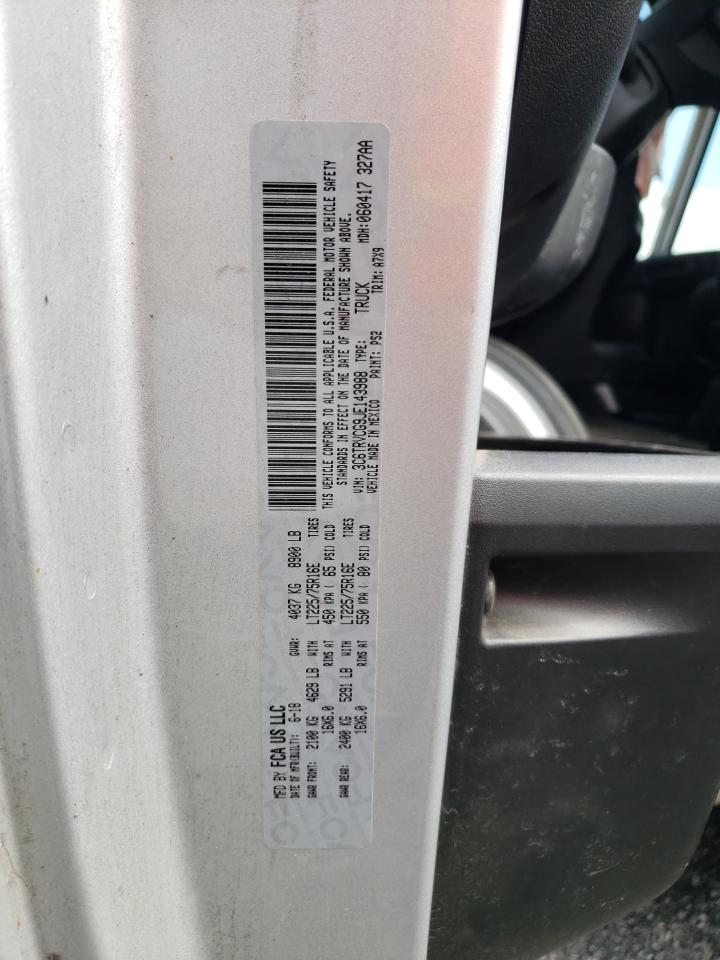 MFD BY FCA US LLC
DATE OF MFR(BUILT): 6-18 GVWR: 4037 KG 8900 LB
GAWR FRONT: 2100 KG 4629 LB WITH LT225/75R16E TIRES
16X6.0 RIMS AT 450 KPA ( 65 PSI) COLD
GAWR REAR: 2400 KG 5291 LB WITH LT225/75R16E TIRES
16X6.0 RIMS AT 550 KPA ( 80 PSI) COLD
THIS VEHICLE CONFORMS TO ALL APPLICABLE U.S.A. FEDERAL MOTOR VEHICLE SAFETY
STANDARDS IN EFFECT ON THE DATE OF MANUFACTURE SHOWN ABOVE.
VIN: 3C6TRVCG9JE143988 TYPE: TRUCK MDH: 060417 327AA
VEHICLE MADE IN MEXICO PAINT: PS2 TRIM: A7X9